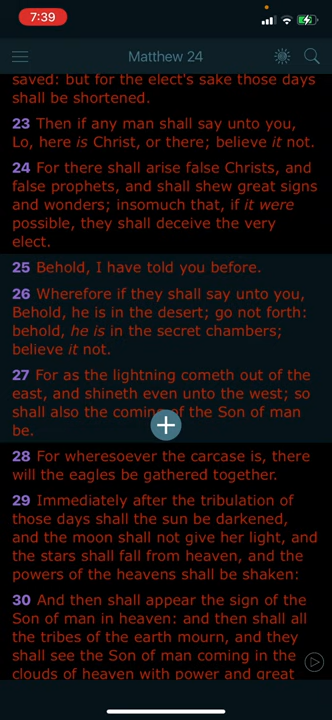 7:39
Matthew 24
saved: but for the elect's sake those days
shall be shortened.
23 Then if any man shall say unto you,
Lo, here is Christ, or there; believe it not.
24 For there shall arise false Christs, and
false prophets, and shall shew great signs
and wonders; insomuch that, if it were
possible, they shall deceive the very
elect.
25 Behold, I have told you before.
26 Wherefore if they shall say unto you,
Behold, he is in the desert; go not forth:
behold, he is in the secret chambers;
believe it not.
27 For as the lightning cometh out of the
east, and shineth even unto the west; so
shall also the coming of the Son of man
be.
28 For wheresoever the carcase is, there
will the eagles be gathered together.
29 Immediately after the tribulation of
those days shall the sun be darkened,
and the moon shall not give her light, and
the stars shall fall from heaven, and the
powers of the heavens shall be shaken:
30 And then shall appear the sign of the
Son of man in heaven: and then shall all
the tribes of the earth mourn, and they
shall see the Son of man coming in the
clouds of heaven with power and great